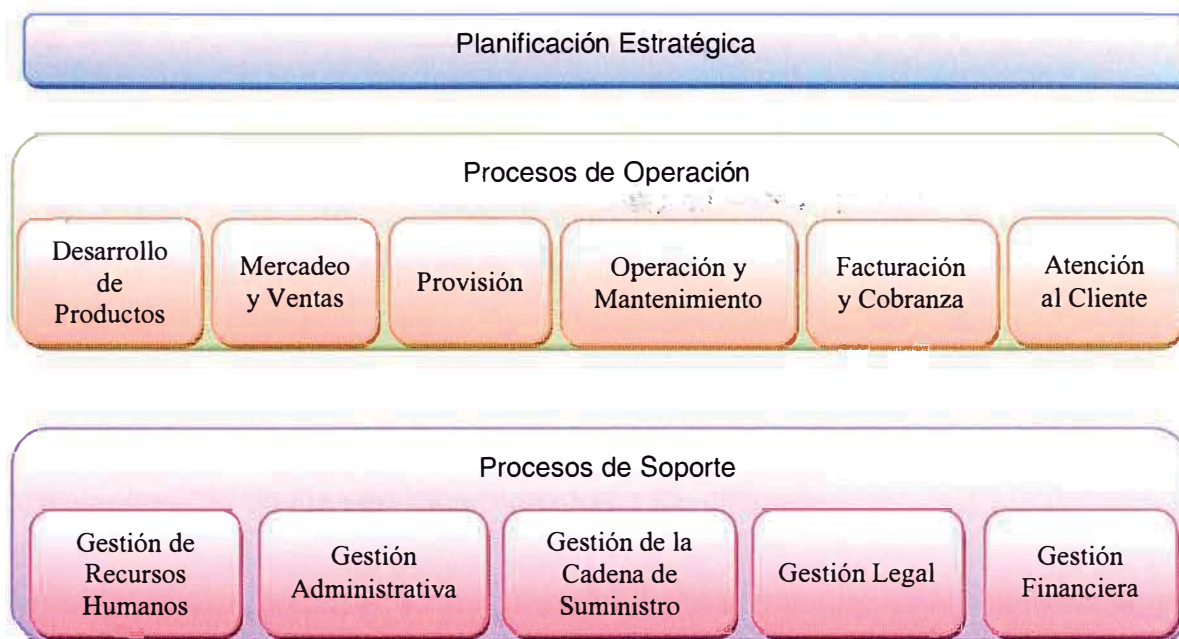 Planificación Estratégica
Procesos de Operación
Desarrollo
de
Productos
Mercadeo
y Ventas
Provisión
Operación y
Mantenimiento
Facturación
y Cobranza
Atención
al Cliente
Procesos de Soporte
Gestión de
Recursos
Humanos
Gestión
Administrativa
Gestión de la
Cadena de
Suministro
Gestión Legal
Gestión
Financiera